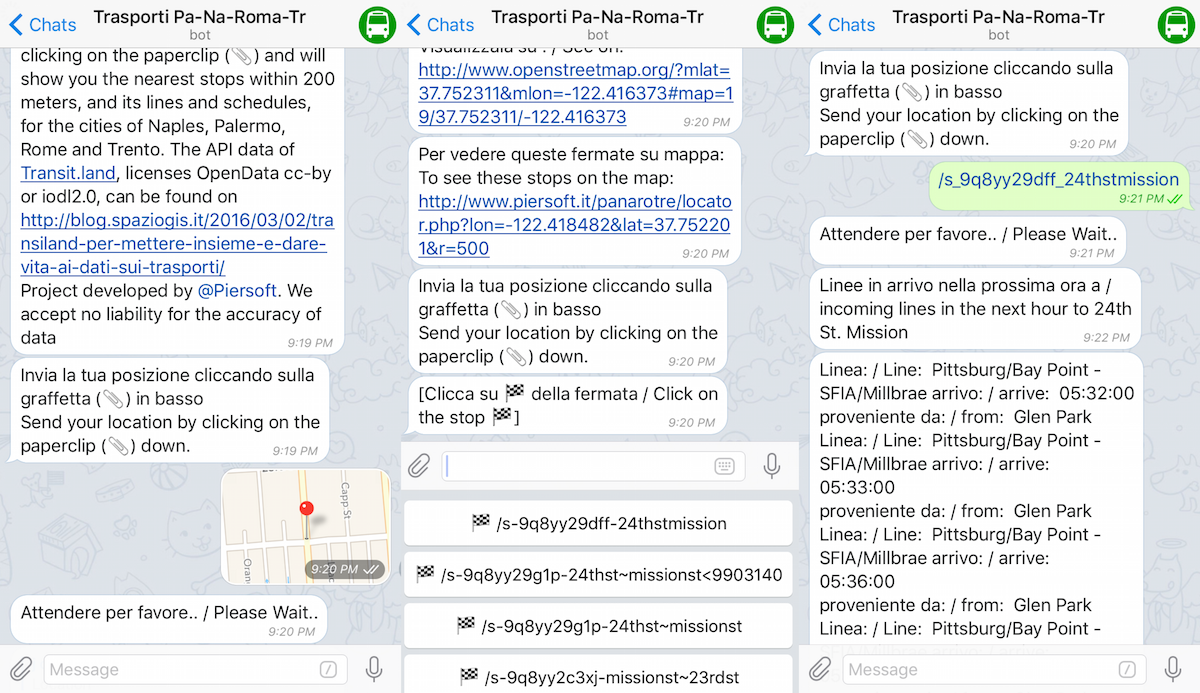 Chats
Trasporti Pa-Na-Roma-Tr
bot
clicking on the paperclip (📎) and will
show you the nearest stops within 200
meters, and its lines and schedules,
for the cities of Naples, Palermo,
Rome and Trento. The API data of
Transit.land, licenses OpenData cc-by
or iodl2.0, can be found on
http://blog.spaziogis.it/2016/03/02/tra
nsiland-per-mettere-insieme-e-dare-
vita-ai-dati-sui-trasporti/
Project developed by @Piersoft. We
accept no liability for the accuracy of
data
9:19 PM
Invia la tua posizione cliccando sulla
graffetta (📎) in basso
Send your location by clicking on the
paperclip (📎) down.
9:19 PM
Capp St
Oran
9:20 PM
Attendere per favore.. / Please Wait..
9:20 PM
Message
Chats
Trasporti Pa-Na-Roma-Tr
bot
Visualizzala su : / See on:
http://www.openstreetmap.org/?mlat=
37.752311&mlon=-122.416373#map=1
9/37.752311/-122.416373
9:20 PM
Per vedere queste fermate su mappa:
To see these stops on the map:
http://www.piersoft.it/panarotre/locato
r.php?lon=-122.418482&lat=37.75220
1&r=500
9:20 PM
Invia la tua posizione cliccando sulla
graffetta (📎) in basso
Send your location by clicking on the
paperclip (📎) down.
9:20 PM
[Clicca su 🏁 della fermata / Click on
the stop 🏁]
9:20 PM
🏁 /s-9q8yy29dff-24thstmission
🏁 /s-9q8yy29g1p-24thst~missionst<9903140
🏁 /s-9q8yy29g1p-24thst~missionst
🏁 /s-9q8yy2c3xj-missionst~23rdst
Chats
Trasporti Pa-Na-Roma-Tr
bot
Invia la tua posizione cliccando sulla
graffetta (📎) in basso
Send your location by clicking on the
paperclip (📎) down.
9:20 PM
/s_9q8yy29dff_24thstmission
9:21 PM
Attendere per favore.. / Please Wait..
9:21 PM
Linee in arrivo nella prossima ora a /
incoming lines in the next hour to 24th
St. Mission
9:22 PM
Linea: / Line: Pittsburg/Bay Point -
SFIA/Millbrae arrivo: / arrive: 05:32:00
proveniente da: / from: Glen Park
Linea: / Line: Pittsburg/Bay Point -
SFIA/Millbrae arrivo: / arrive:
05:33:00
proveniente da: / from: Glen Park
Linea: / Line: Pittsburg/Bay Point -
SFIA/Millbrae arrivo: / arrive:
05:36:00
proveniente da: / from: Glen Park
Linea: / Line: Pittsburg/Bay Point -
Message